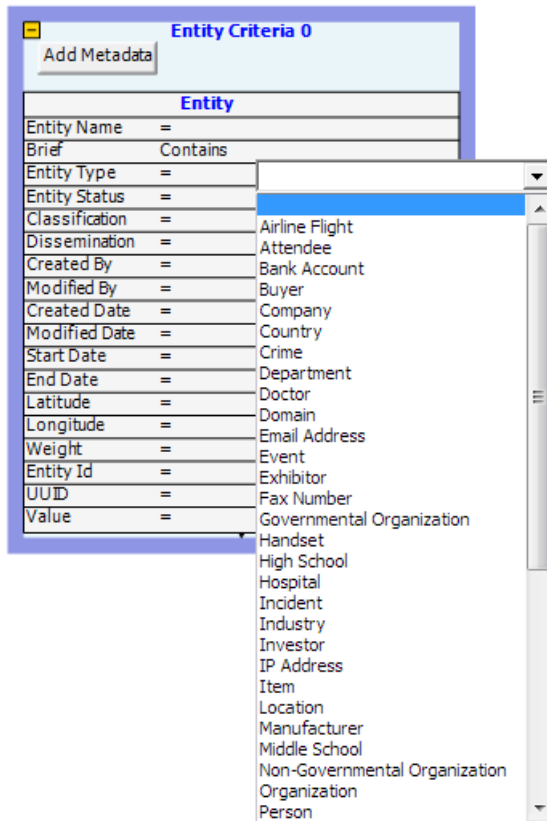 Entity Criteria 0
Add Metadata
Entity
Entity Name =
Brief Contains
Entity Type =
Entity Status =
Classification =
Dissemination =
Created By =
Modified By =
Created Date =
Modified Date =
Start Date =
End Date =
Latitude =
Longitude =
Weight =
Entity Id =
UUID =
Value =
Airline Flight
Attendee
Bank Account
Buyer
Company
Country
Crime
Department
Doctor
Domain
Email Address
Event
Exhibitor
Fax Number
Governmental Organization
Handset
High School
Hospital
Incident
Industry
Investor
IP Address
Item
Location
Manufacturer
Middle School
Non-Governmental Organization
Organization
Person